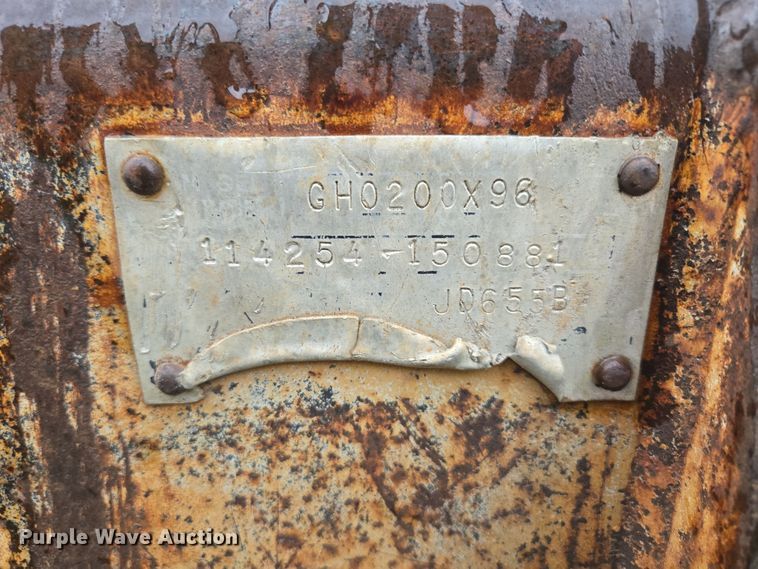 GH0200X96
114254-150881
JD655B
Purple Wave Auction